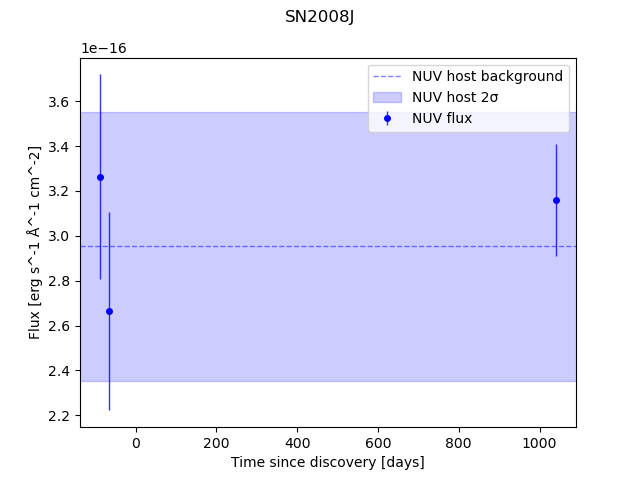 SN2008J
1e−16
NUV host background
NUV host 2σ
NUV flux
3.6
3.4
3.2
3.0
2.8
2.6
2.4
2.2
Flux [erg s^-1 Å^-1 cm^-2]
0
200
400
600
800
1000
Time since discovery [days]